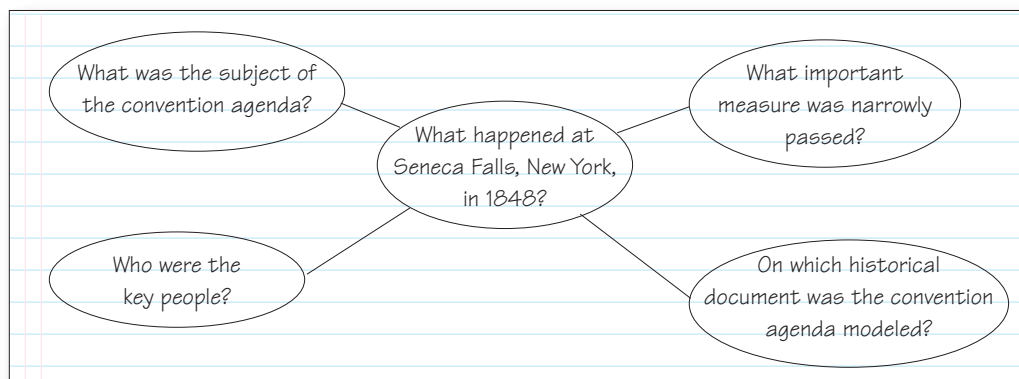 What was the subject of
the convention agenda?
What important
measure was narrowly
passed?
What happened at
Seneca Falls, New York,
in 1848?
Who were the
key people?
On which historical
document was the convention
agenda modeled?